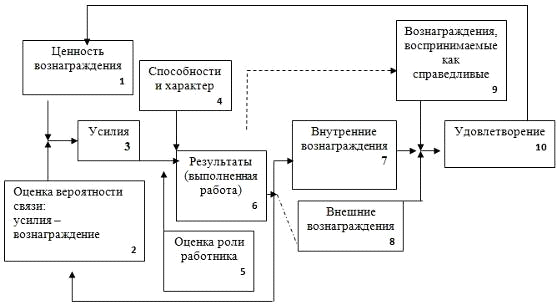 Ценность
вознаграждения
1
Способности
и характер
4
Вознаграждения,
воспринимаемые
как
справедливые
9
Усилия
3
Результаты
(выполненная
работа)
6
Внутренние
вознаграждения
7
Удовлетворение
10
Оценка вероятности
связи:
усилия –
вознаграждение
2
Оценка роли
работника
5
Внешние
вознаграждения
8